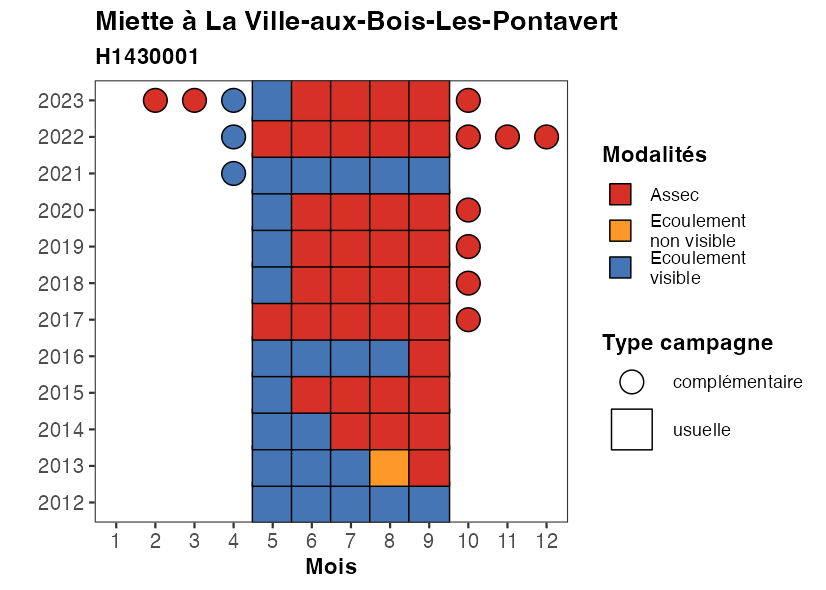 Miette à La Ville-aux-Bois-Les-Pontavert
H1430001
2023
2022
2021
2020
2019
2018
2017
2016
2015
2014
2013
2012
1 2 3 4 5 6 7 8 9 10 11 12
Mois
Modalités
Assec
Ecoulement
non visible
Ecoulement
visible
Type campagne
complémentaire
usuelle